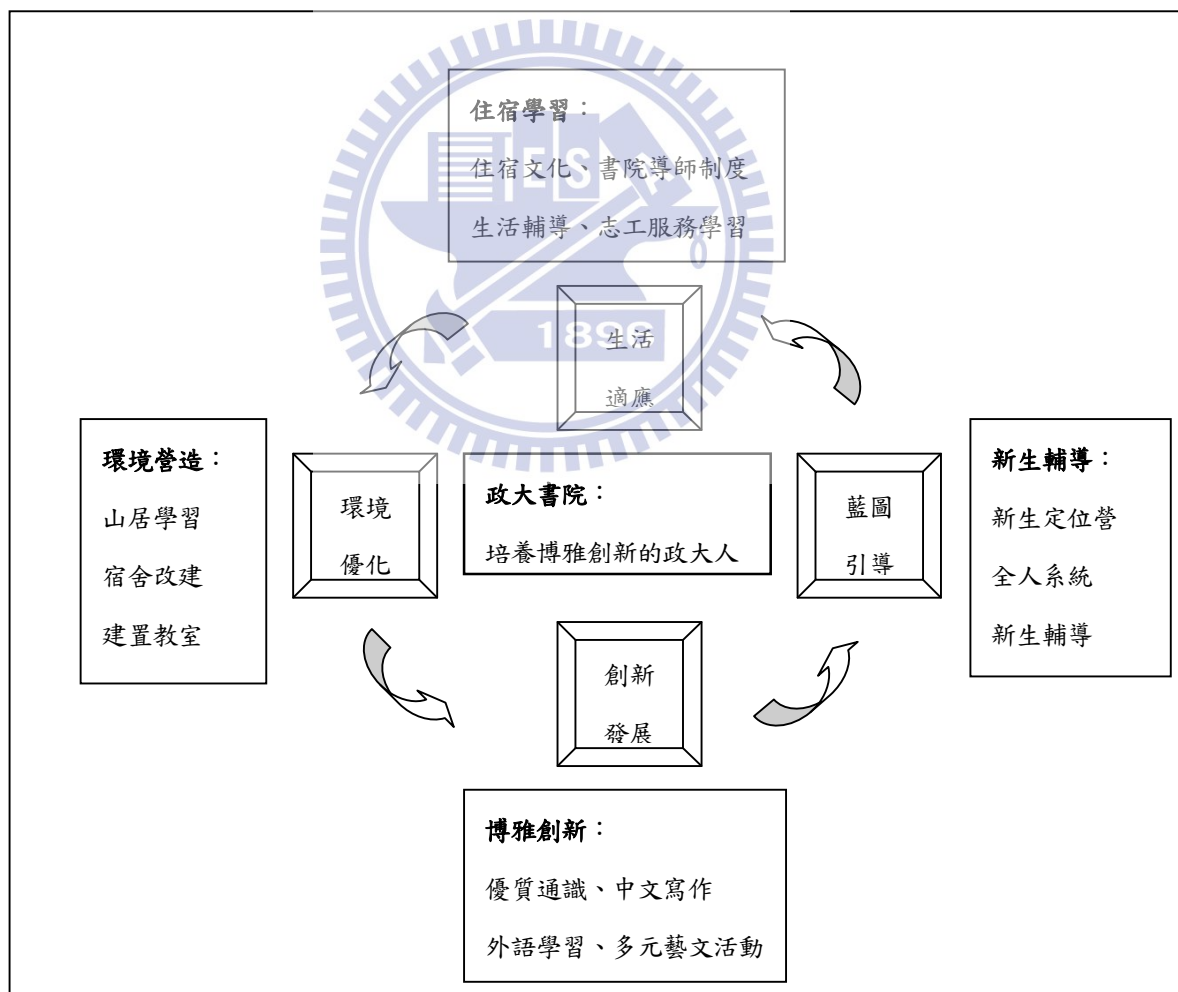 住宿學習：
住宿文化、書院導師制度
生活輔導、志工服務學習
ES
1896
生活
適應
環境營造：
山居學習
宿舍改建
建置教室
環境
優化
政大書院：
培養博雅創新的政大人
藍圖
引導
新生輔導：
新生定位營
全人系統
新生輔導
創新
發展
博雅創新：
優質通識、中文寫作
外語學習、多元藝文活動